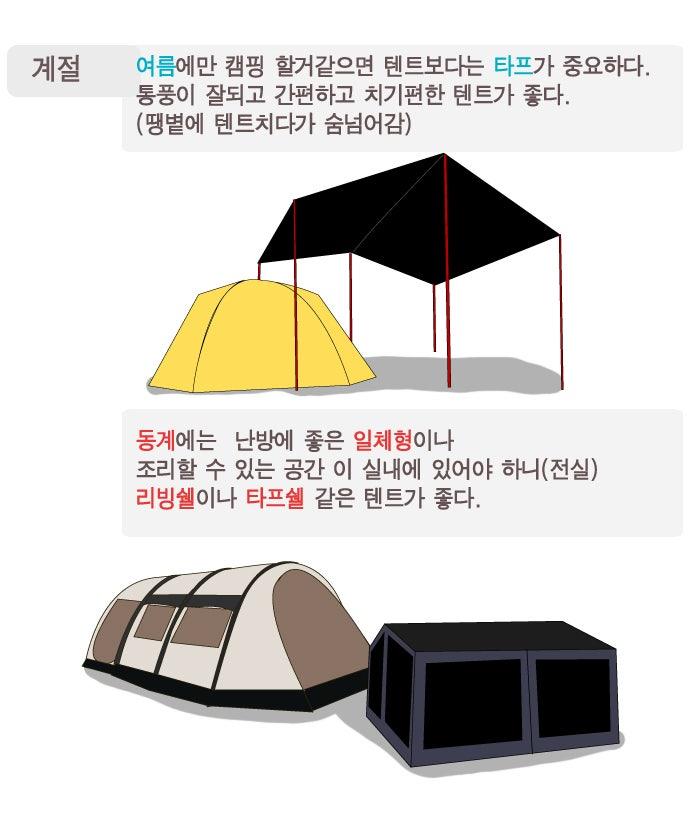 계절
여름에만 캠핑 할거같으면 텐트보다는 타프가 중요하다.
통풍이 잘되고 간편하고 치기편한 텐트가 좋다.
(땡볕에 텐트치다가 숨넘어감)
동계에는 난방에 좋은 일체형이나
조리할 수 있는 공간 이 실내에 있어야 하니(전실)
리빙쉘이나 타프쉘 같은 텐트가 좋다.